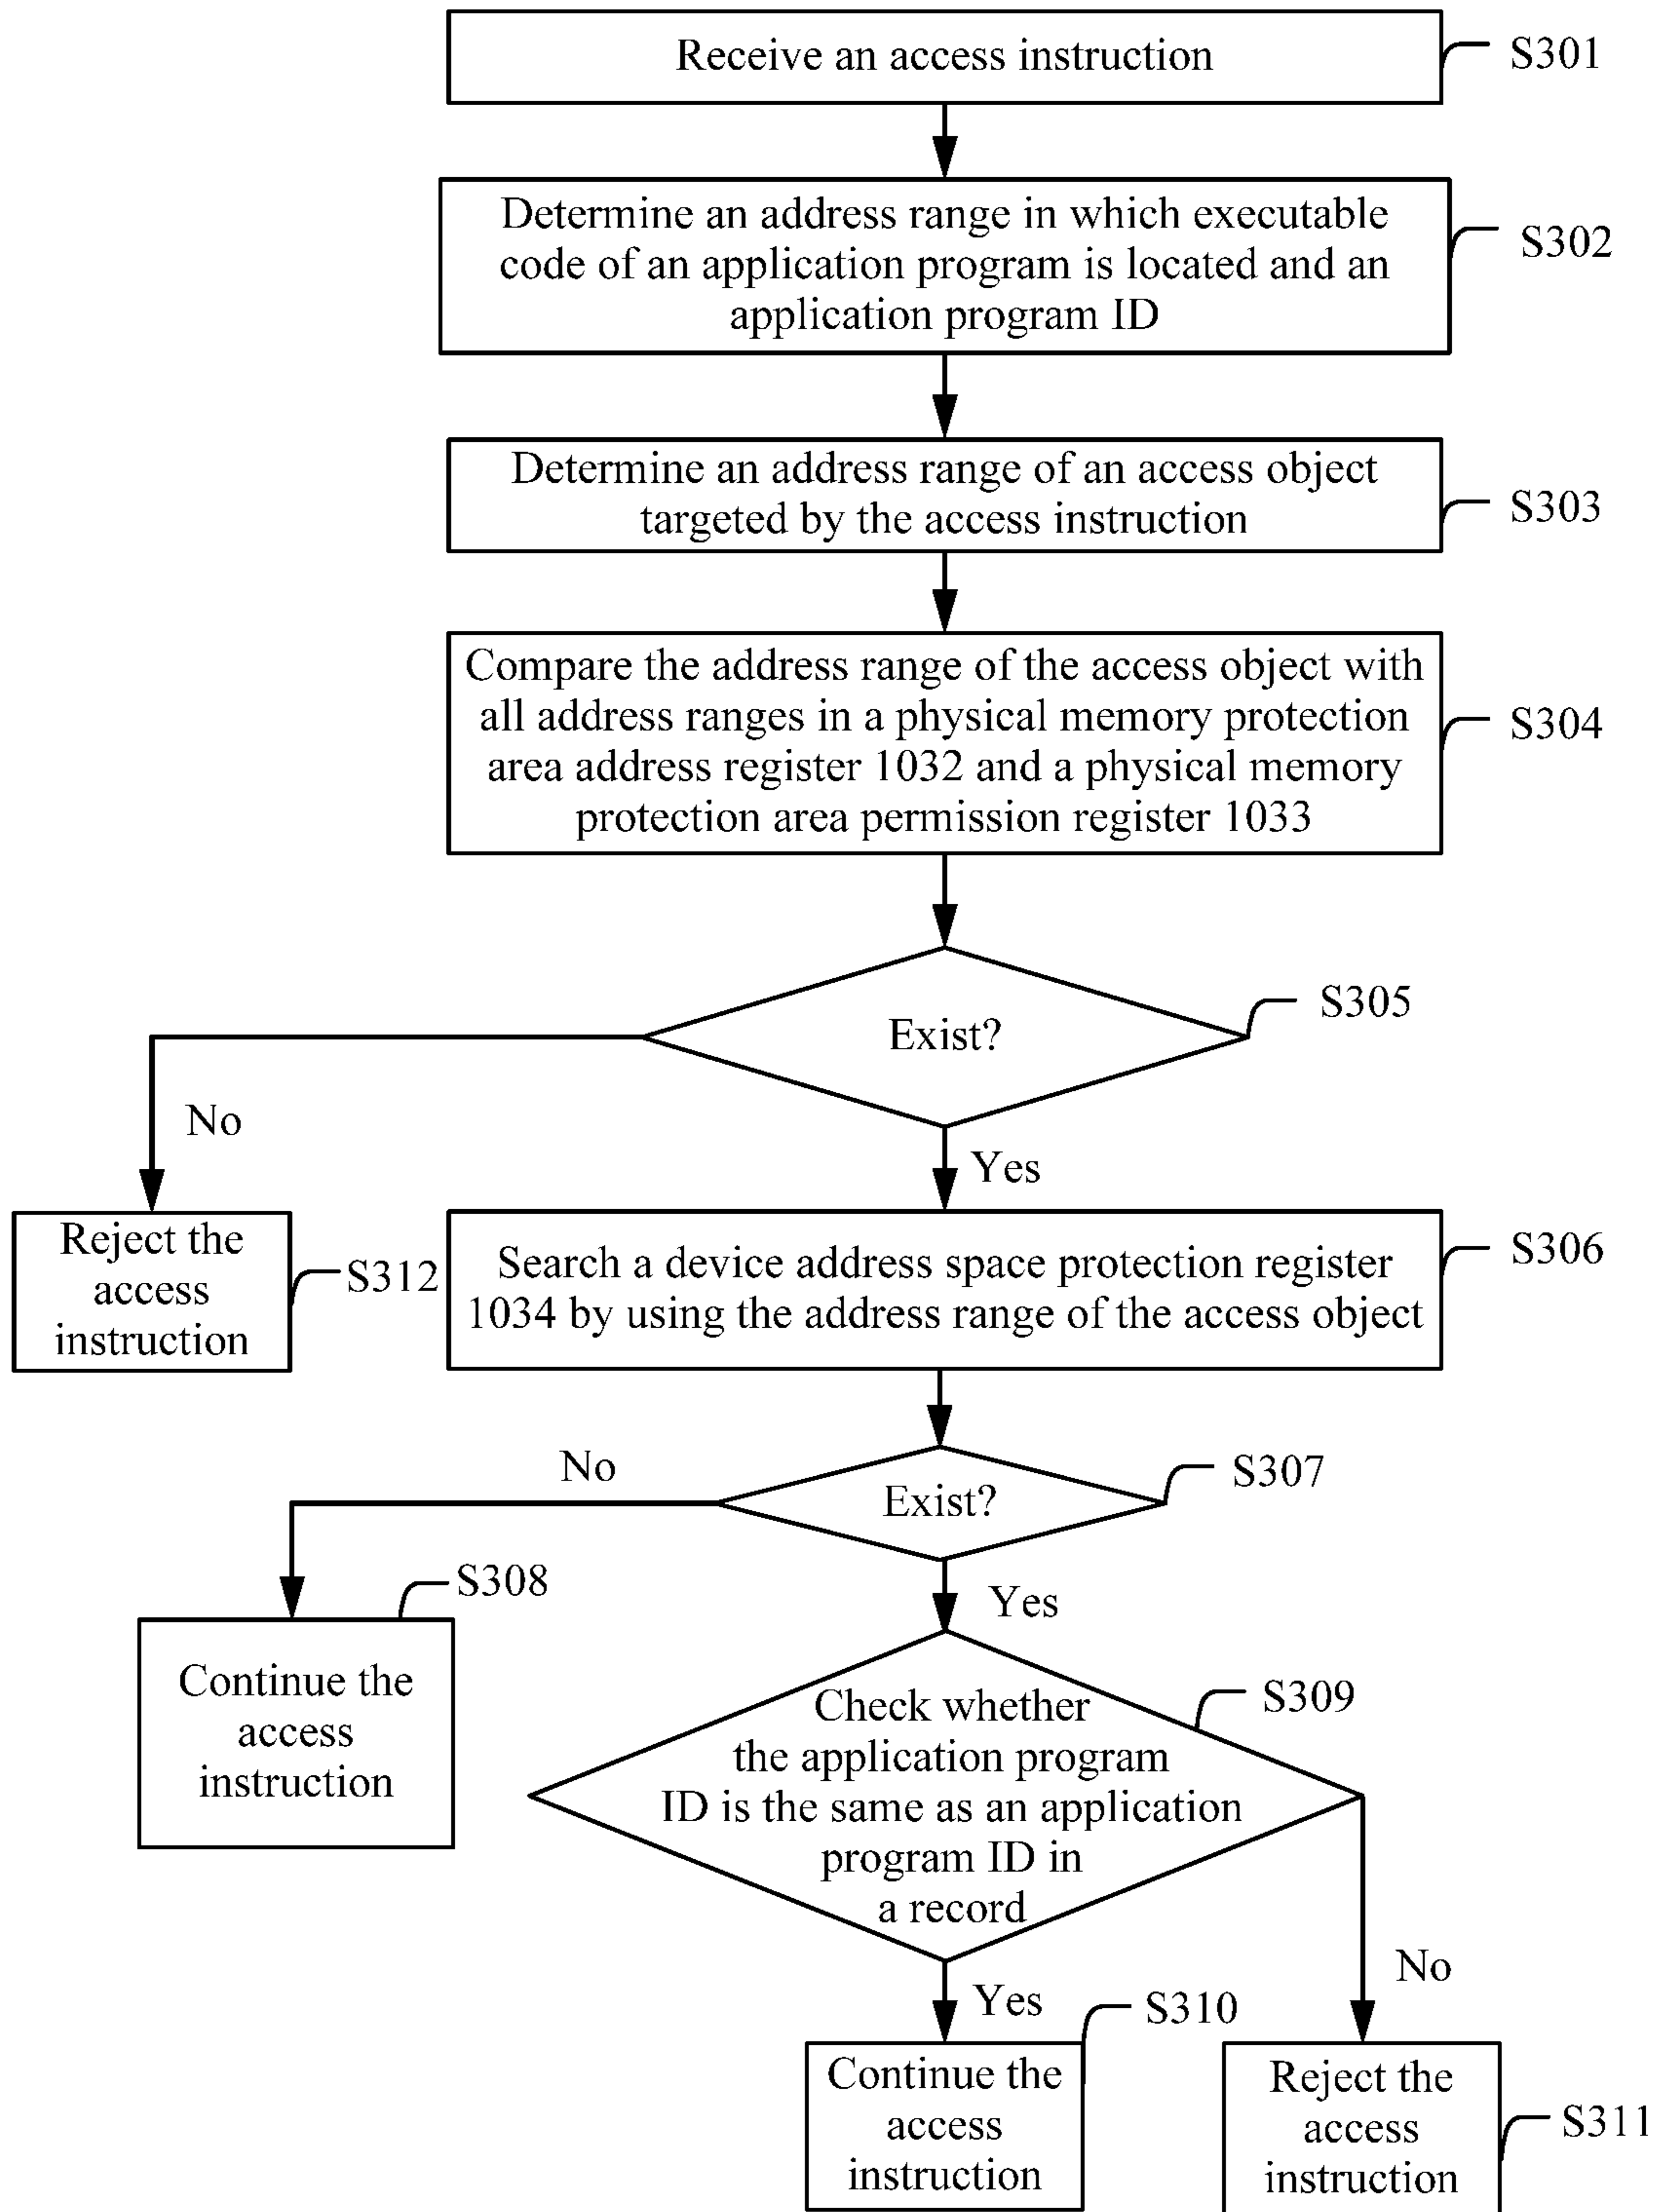 Receive an access instruction
S301
Determine an address range in which executable
code of an application program is located and an
application program ID
S302
Determine an address range of an access object
targeted by the access instruction
S303
Compare the address range of the access object with
all address ranges in a physical memory protection
area address register 1032 and a physical memory
protection area permission register 1033
S304
Exist?
S305
No
Yes
Reject the
access
instruction
S312
Search a device address space protection register
1034 by using the address range of the access object
S306
Exist?
S307
No
Yes
S308
Continue the
access
instruction
Check whether
the application program
ID is the same as an application
program ID in
a record
S309
Yes
No
S310
Continue the
access
instruction
Reject the
access
instruction
S311